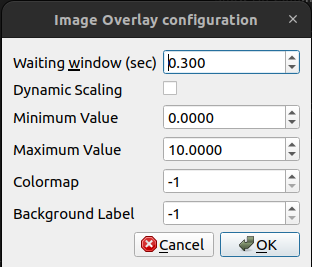 Image Overlay configuration
Waiting window (sec) 0.300
Dynamic Scaling
Minimum Value 0.0000
Maximum Value 10.0000
Colormap -1
Background Label -1
Cancel OK